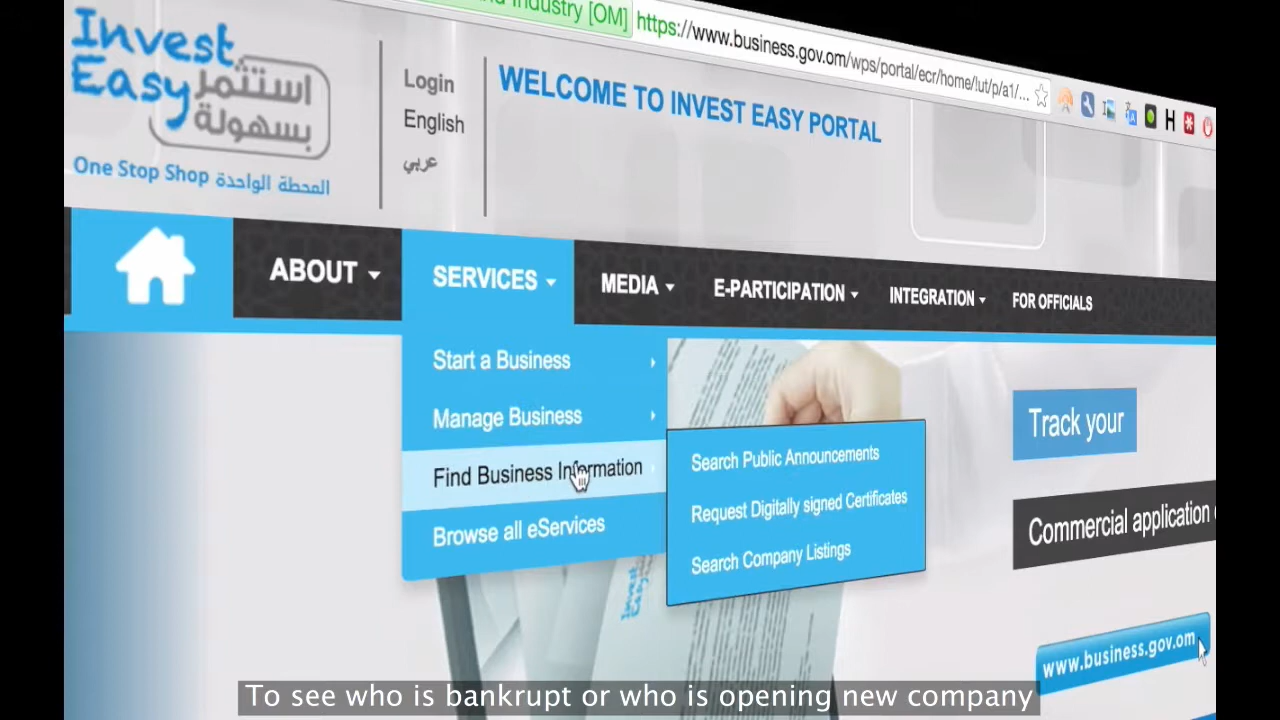 Industry [OM] https://www.business.gov.om/wps/portal/ecr/home/!ut/p/a1/...
Invest
Easy
استثمر
بسهولة
One Stop Shop المحطة الواحدة
Login
English
عربي
WELCOME TO INVEST EASY PORTAL
ABOUT
SERVICES
MEDIA
E-PARTICIPATION
INTEGRATION
FOR OFFICIALS
Start a Business
Manage Business
Find Business Information
Browse all eServices
Search Public Announcements
Request Digitally signed Certificates
Search Company Listings
Track your
Commercial application
www.business.gov.om
To see who is bankrupt or who is opening new company